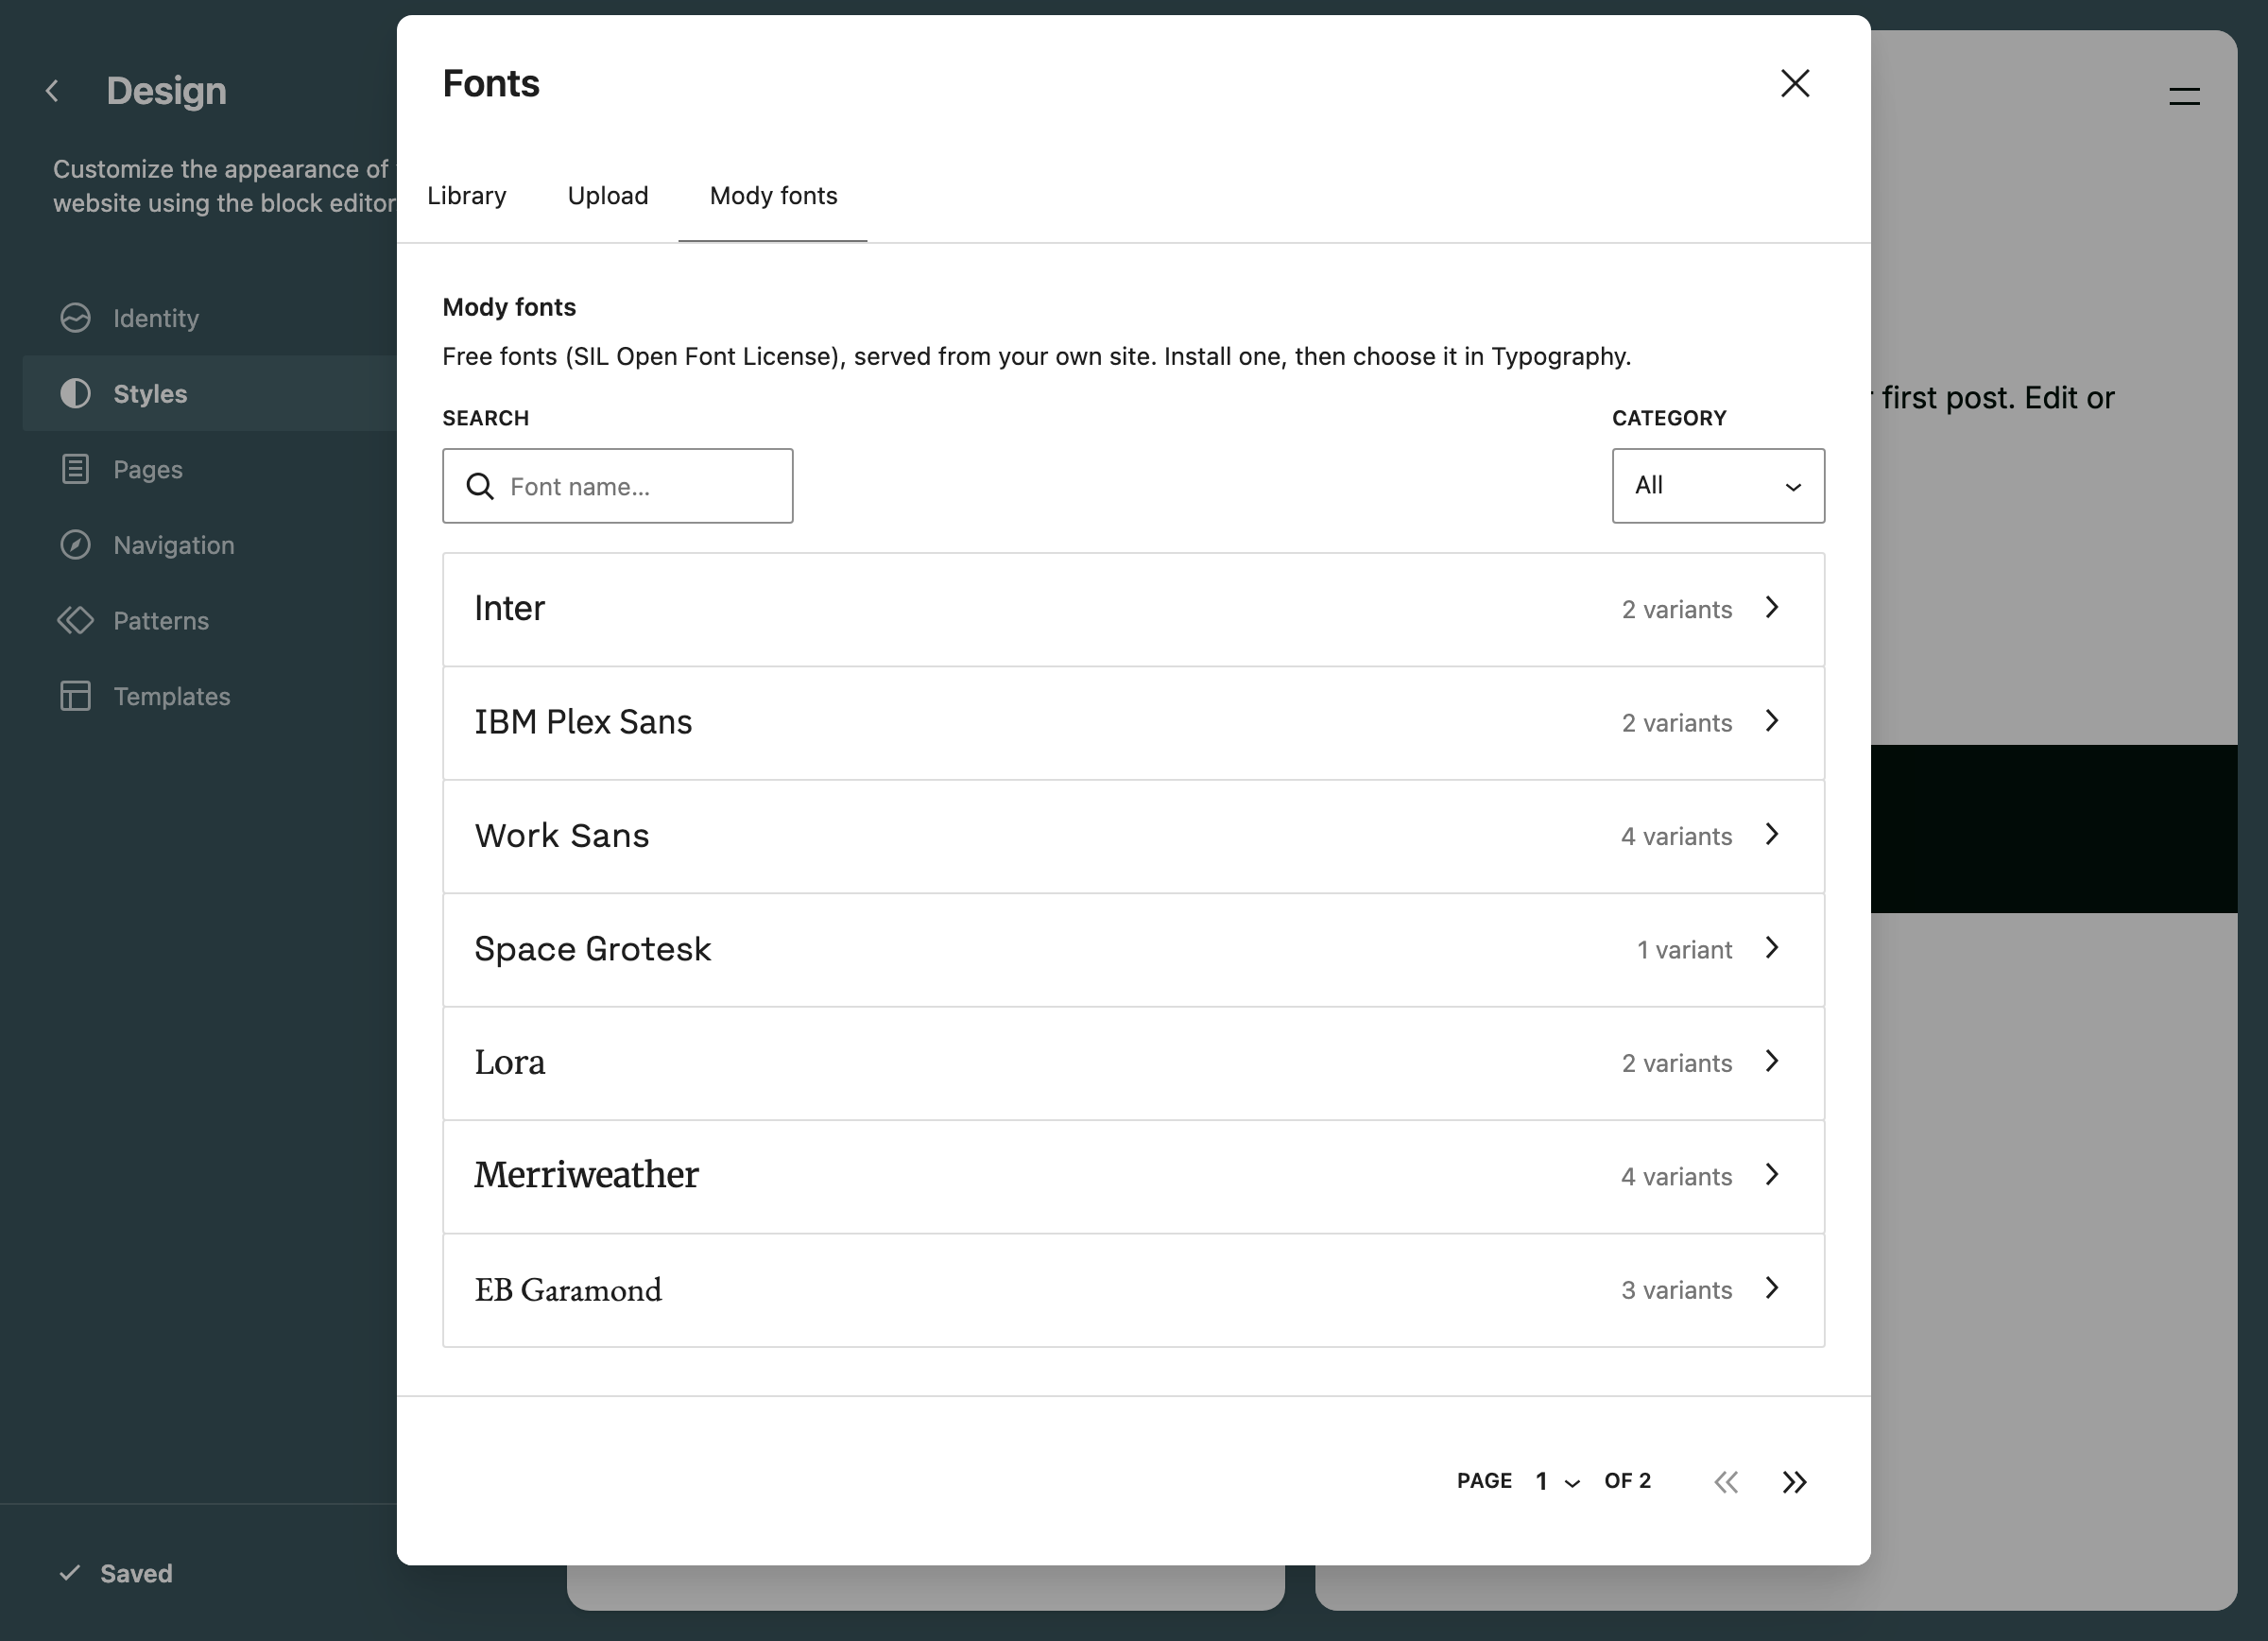 Design
Customize the appearance of
website using the block editor
Identity
Styles
Pages
Navigation
Patterns
Templates
Saved
Fonts
Library
Upload
Mody fonts
Mody fonts
Free fonts (SIL Open Font License), served from your own site. Install one, then choose it in Typography.
SEARCH
CATEGORY
Font name...
All
Inter
2 variants
IBM Plex Sans
2 variants
Work Sans
4 variants
Space Grotesk
1 variant
Lora
2 variants
Merriweather
4 variants
EB Garamond
3 variants
PAGE 1 OF 2
first post. Edit or